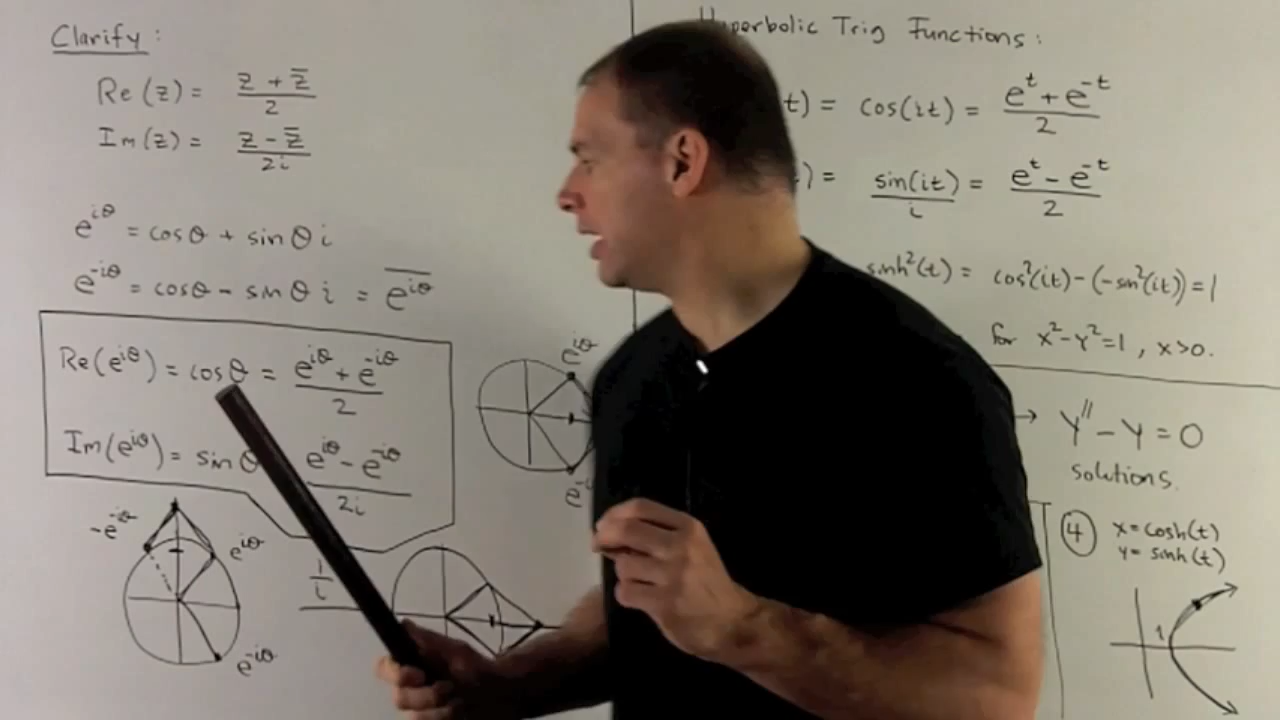 Clarify:
Re(z) = z + z̅ / 2
Im(z) = z - z̅ / 2i
e^{iθ} = cosθ + sinθ i
e^{-iθ} = cosθ - sinθ i = \overline{e^{iθ}}
Re(e^{iθ}) = cosθ = e^{iθ} + e^{-iθ} / 2
Im(e^{iθ}) = sinθ e^{iθ} - e^{-iθ} / 2i
-e^{iθ}
e^{iθ}
e^{-iθ}
1/i
e^{iθ}
Hyperbolic Trig Functions:
t) = cos(it) = e^t + e^{-t} / 2
) = sin(it) / i = e^t - e^{-t} / 2
sinh²(t) = cos²(it) - (-sin²(it)) = 1
for x² - y² = 1, x > 0.
→ y'' - y = 0
solutions.
④ x = cosh(t)
y = sinh(t)
1